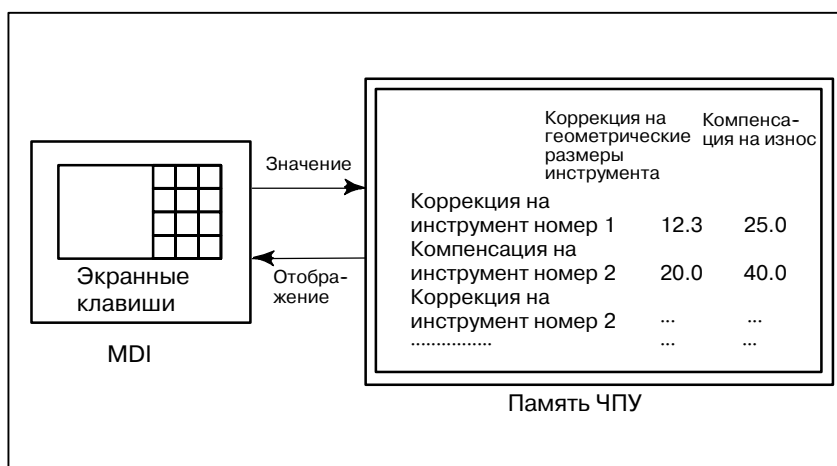 Коррекция на
геометрические
размеры
инструмента
Компенса-
ция на износ
Значение
Отобра-
жение
Экранные
клавиши
MDI
Коррекция на
инструмент номер 1 12.3 25.0
Компенсация на
инструмент номер 2 20.0 40.0
Коррекция на
инструмент номер 2 ... ...
................ ... ...
Память ЧПУ